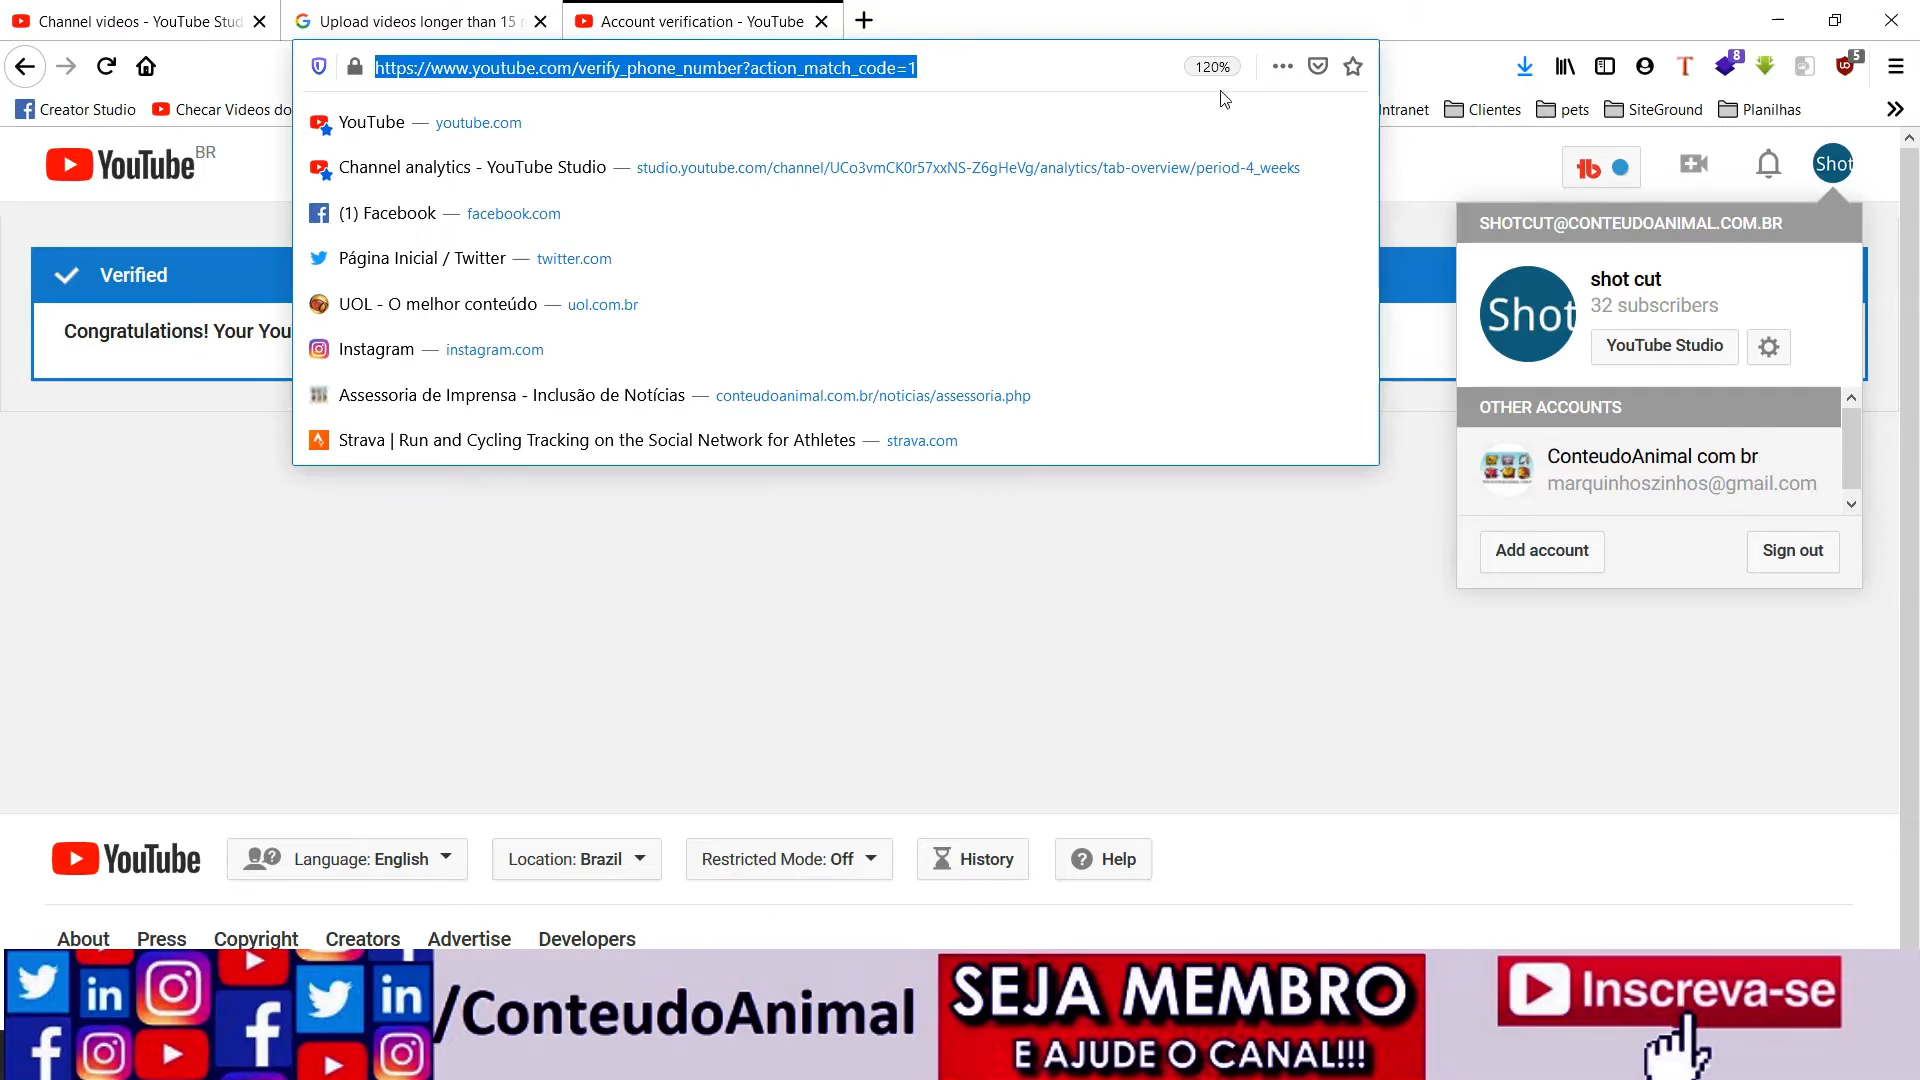 Channel videos - YouTube Stud
Upload videos longer than 15
Account verification - YouTube
https://www.youtube.com/verify_phone_number?action_match_code=1
120%
8
5
Creator Studio
Checar Videos do
Intranet
Clientes
pets
SiteGround
Planilhas
YouTube — youtube.com
Channel analytics - YouTube Studio — studio.youtube.com/channel/UCo3vmCK0r57xxNS-Z6gHeVg/analytics/tab-overview/period-4_weeks
(1) Facebook — facebook.com
Página Inicial / Twitter — twitter.com
UOL - O melhor conteúdo — uol.com.br
Instagram — instagram.com
Assessoria de Imprensa - Inclusão de Notícias — conteudoanimal.com.br/noticias/assessoria.php
Strava | Run and Cycling Tracking on the Social Network for Athletes — strava.com
YouTube BR
tb
Shot
Verified
Congratulations! Your You
SHOTCUT@CONTEUDOANIMAL.COM.BR
Shot
shot cut
32 subscribers
YouTube Studio
OTHER ACCOUNTS
ConteudoAnimal com br
marquinhoszinhos@gmail.com
Add account
Sign out
YouTube
Language: English
Location: Brazil
Restricted Mode: Off
History
Help
About
Press
Copyright
Creators
Advertise
Developers
/ConteudoAnimal
SEJA MEMBRO
E AJUDE O CANAL!!!
Inscreva-se